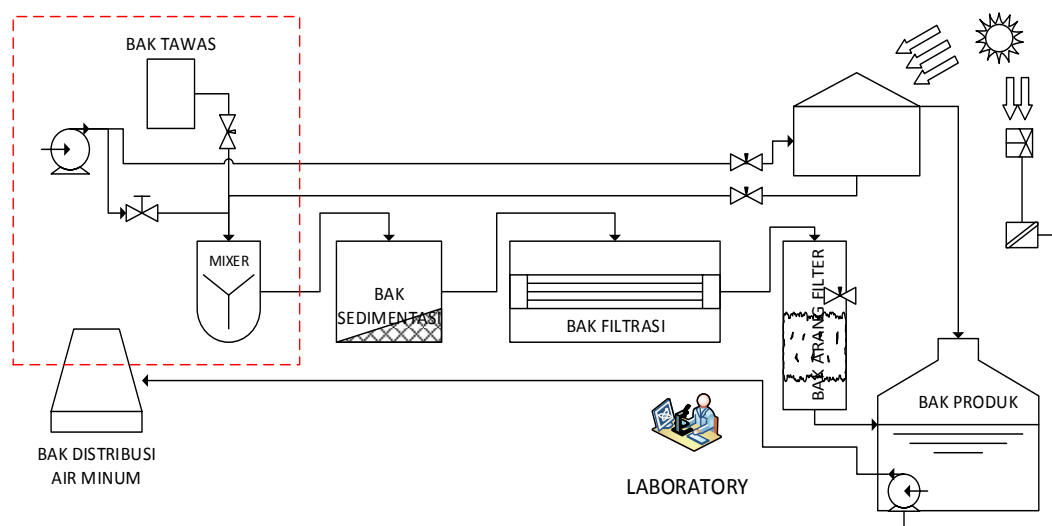 BAK TAWAS
MIXER
BAK
SEDIMENTASI
BAK FILTRASI
BAK ARANG FILTER
BAK PRODUK
BAK DISTRIBUSI
AIR MINUM
LABORATORY